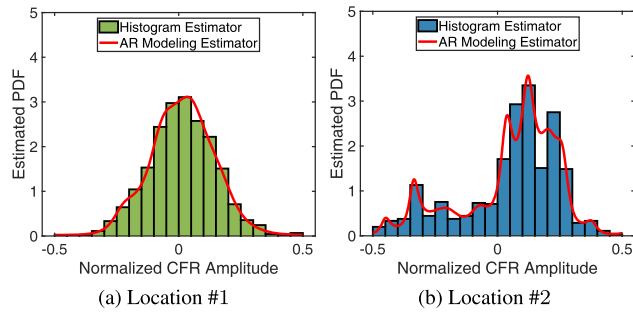 5
4
3
2
1
0
Estimated PDF
Histogram Estimator
AR Modeling Estimator
-0.5
0
0.5
Normalized CFR Amplitude
(a) Location #1
5
4
3
2
1
0
Estimated PDF
Histogram Estimator
AR Modeling Estimator
-0.5
0
0.5
Normalized CFR Amplitude
(b) Location #2